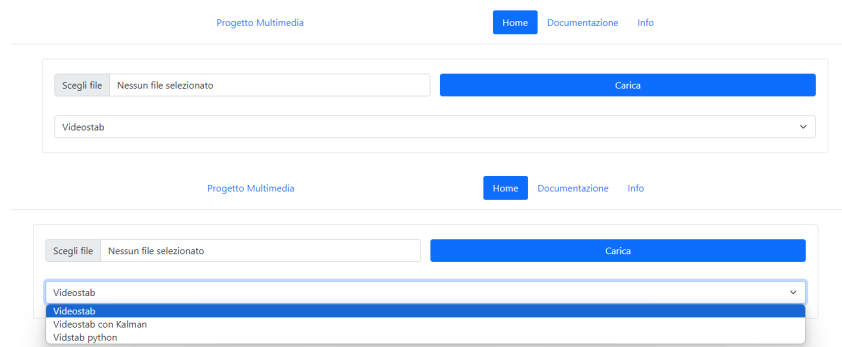 Progetto Multimedia Home Documentazione Info
Scegli file Nessun file selezionato Carica
Videostab
Progetto Multimedia Home Documentazione Info
Scegli file Nessun file selezionato Carica
Videostab
Videostab
Videostab con Kalman
Vidstab python